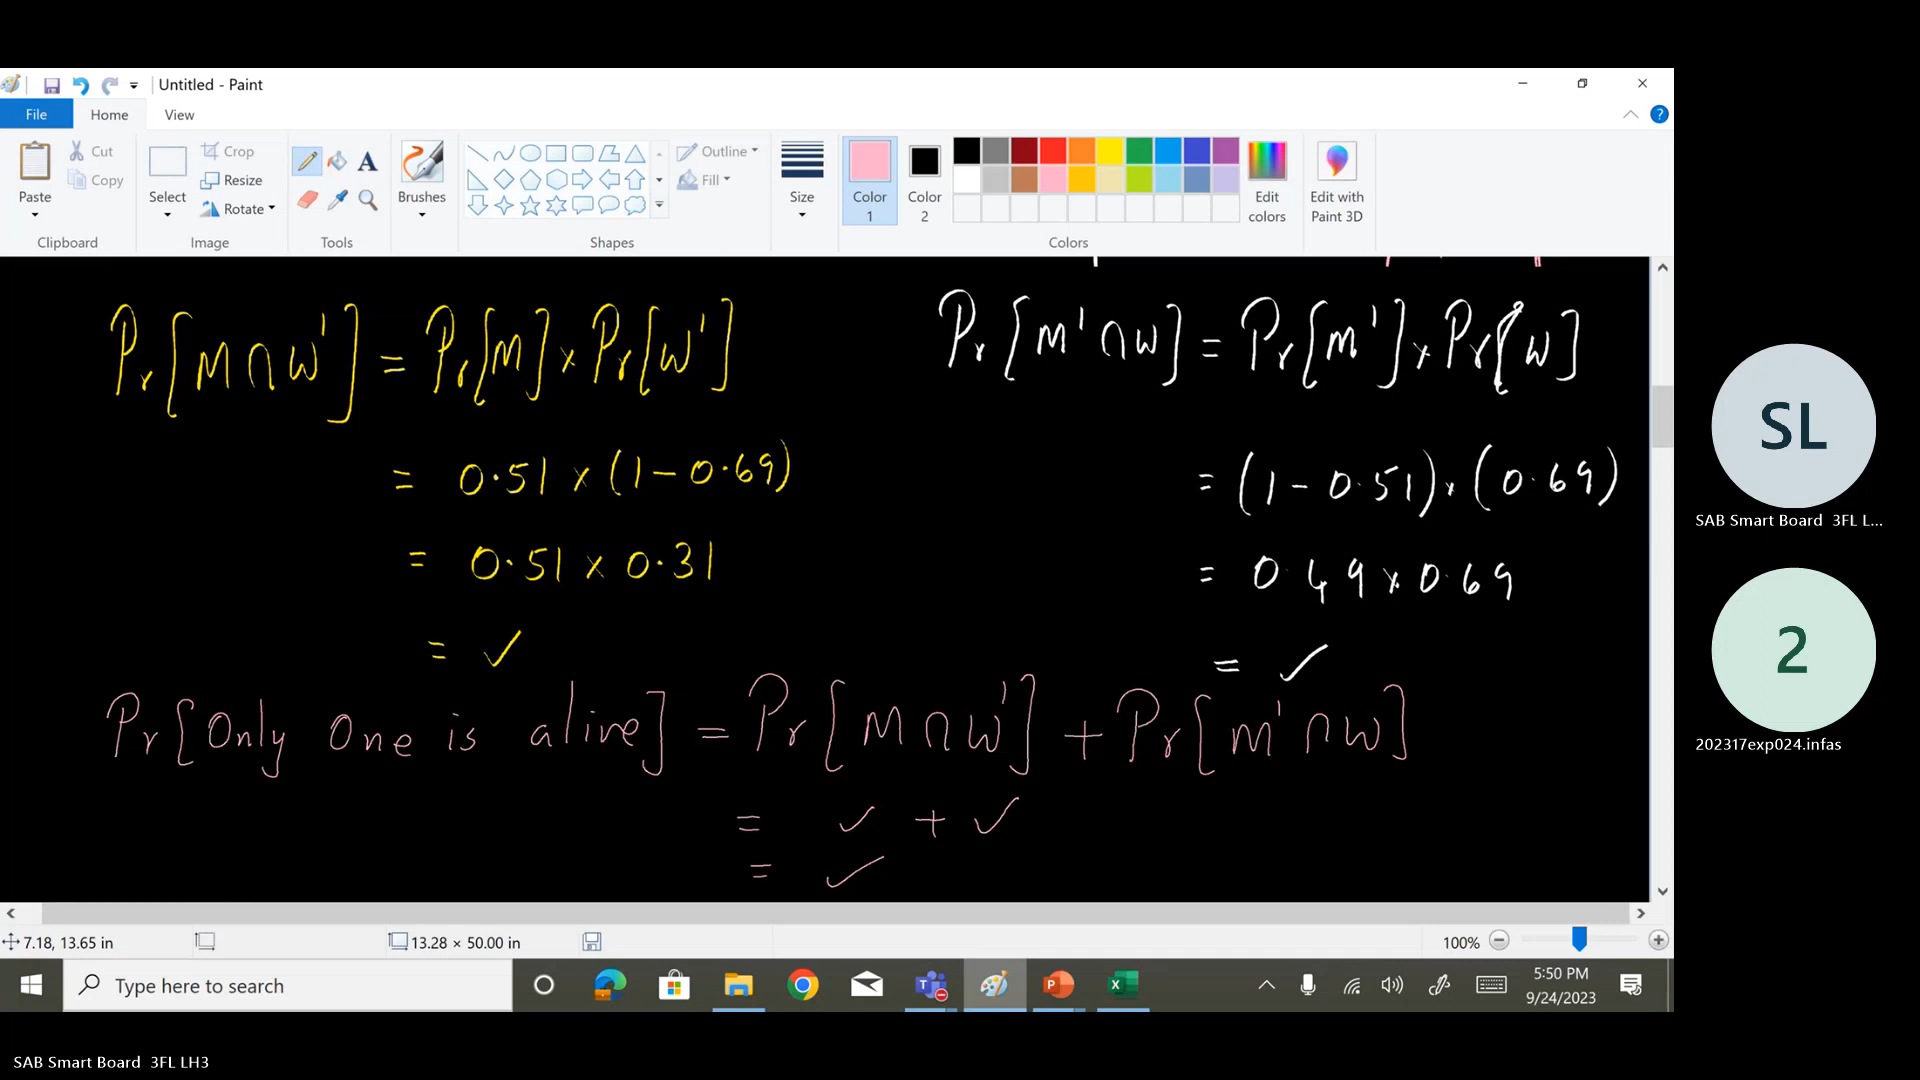 Untitled - Paint
File Home View
Paste
Cut
Copy
Clipboard
Select
Crop
Resize
Rotate
Image
A
Tools
Brushes
Shapes
Outline
Fill
Size
Color 1
Color 2
Edit colors
Edit with Paint 3D
Colors
Pr[M∩W'] = Pr[M] × Pr[W']
= 0.51 × (1 - 0.69)
= 0.51 × 0.31
= ✓
Pr[M'∩W] = Pr[M'] × Pr[W]
= (1 - 0.51) × (0.69)
= 0.49 × 0.69
= ✓
Pr[Only One is alive] = Pr[M∩W'] + Pr[M'∩W]
= ✓ + ✓
= ✓
7.18, 13.65 in
13.28 × 50.00 in
100%
Type here to search
5:50 PM
9/24/2023
SL
SAB Smart Board 3FL L...
2
202317exp024.infas
SAB Smart Board 3FL LH3